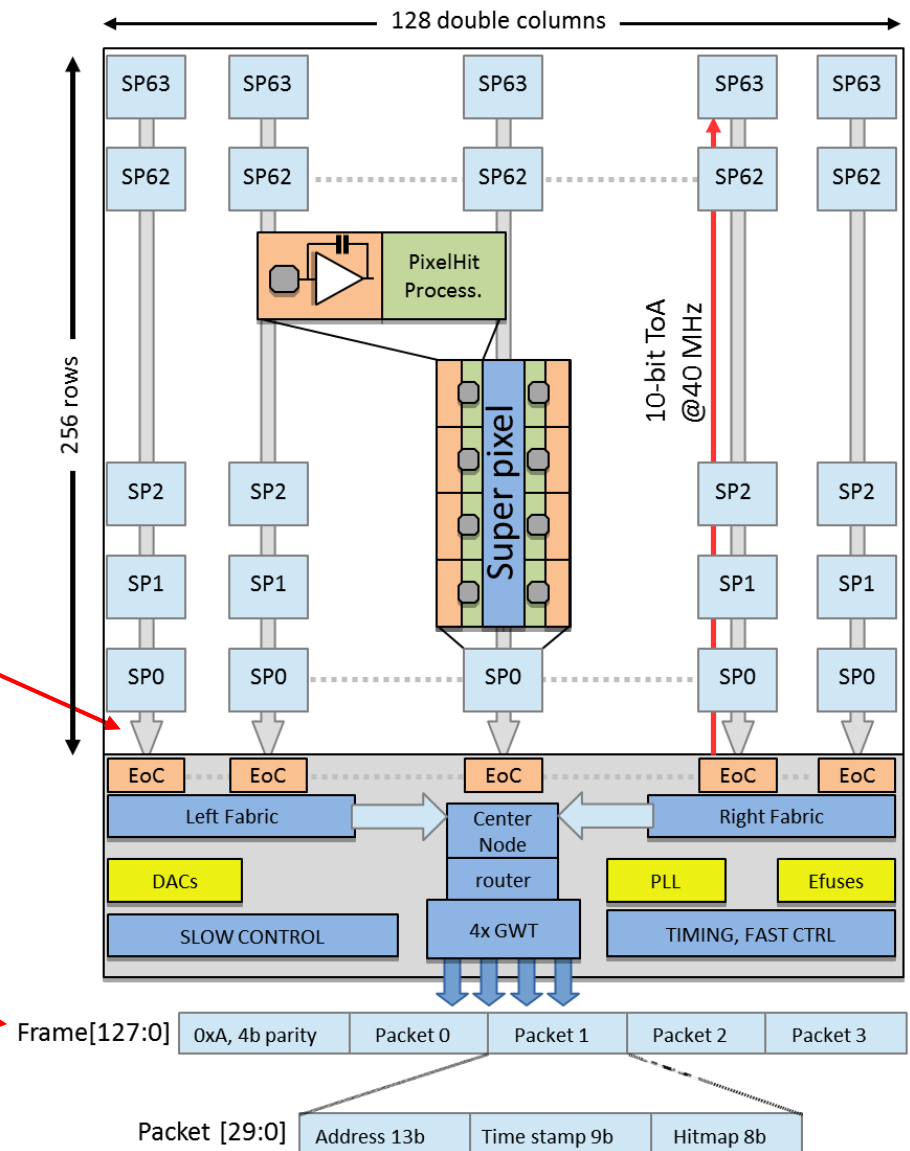 128 double columns
SP63 SP63 SP63 SP63 SP63
SP62 SP62 SP62 SP62 SP62
PixelHit
Process.
256 rows
10-bit ToA
@40 MHz
Super pixel
SP2 SP2 SP2 SP2
SP1 SP1 SP1 SP1
SP0 SP0 SP0 SP0 SP0
EoC EoC EoC EoC EoC
Left Fabric
Center
Node
Right Fabric
DACs
router
PLL
Efuses
SLOW CONTROL
4x GWT
TIMING, FAST CTRL
Frame[127:0] 0xA, 4b parity Packet 0 Packet 1 Packet 2 Packet 3
Packet [29:0] Address 13b Time stamp 9b Hitmap 8b